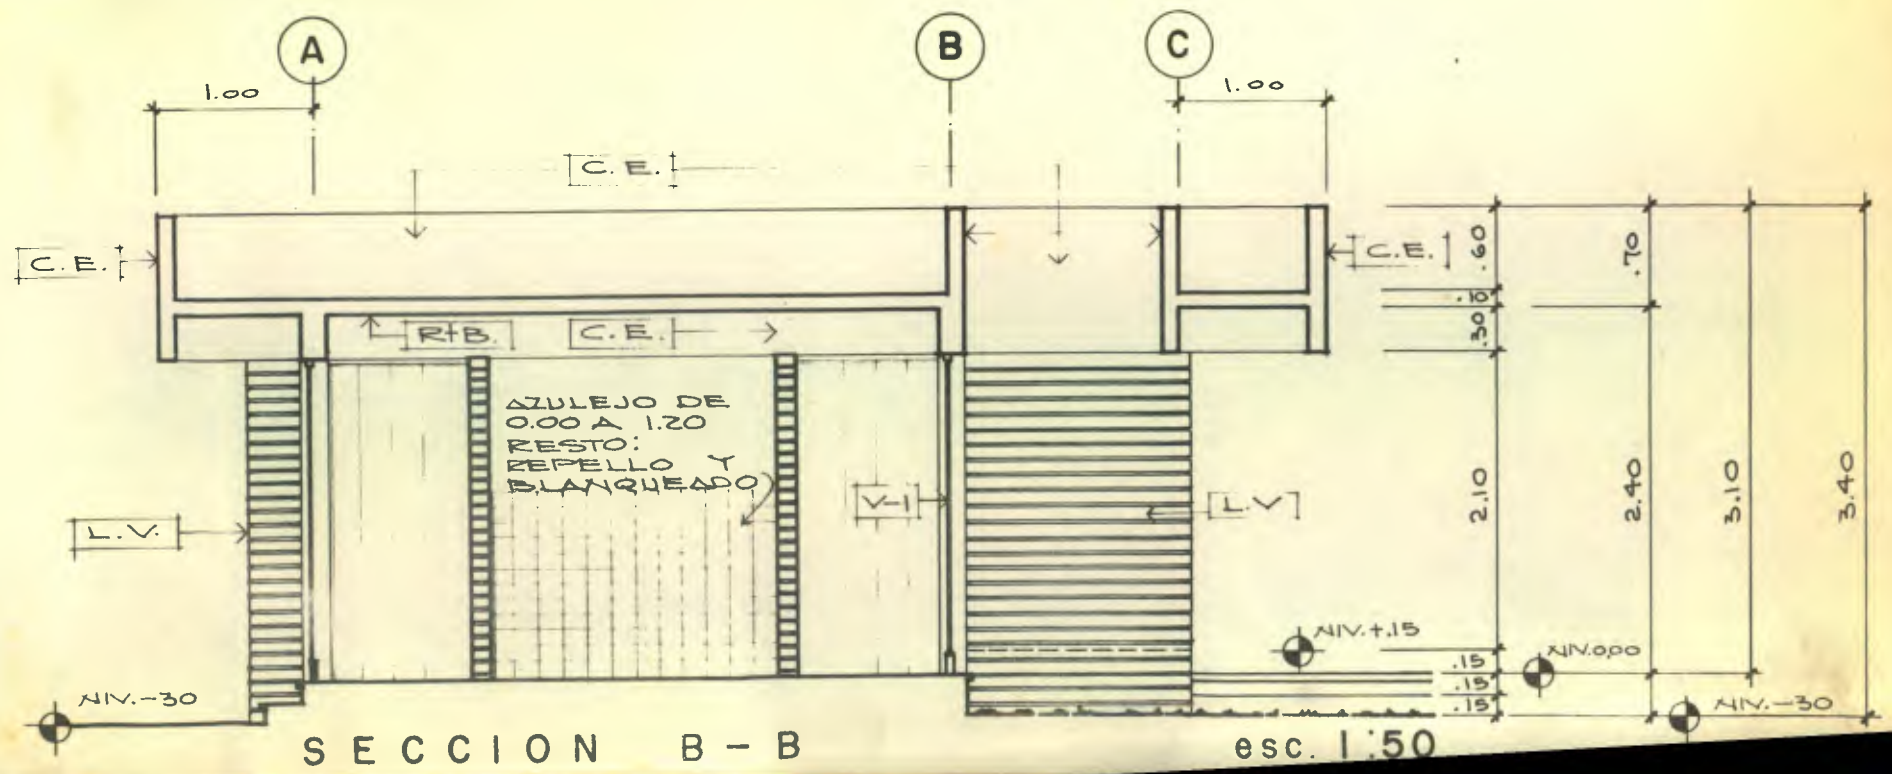 A
B
C
1.00
1.00
C.E.
C.E.
C.E.
.60
.70
.10
.30
R+B.
C.E.
AZULEJO DE
0.00 A 1.20
RESTO:
REPELLO Y
BLANQUEADO
V-1
L.V.
L.V
2.10
2.40
3.10
3.40
NIV.+.15
NIV.0.00
.15
.15
.15
NIV.-30
NIV.-30
SECCION B-B
esc. 1:50